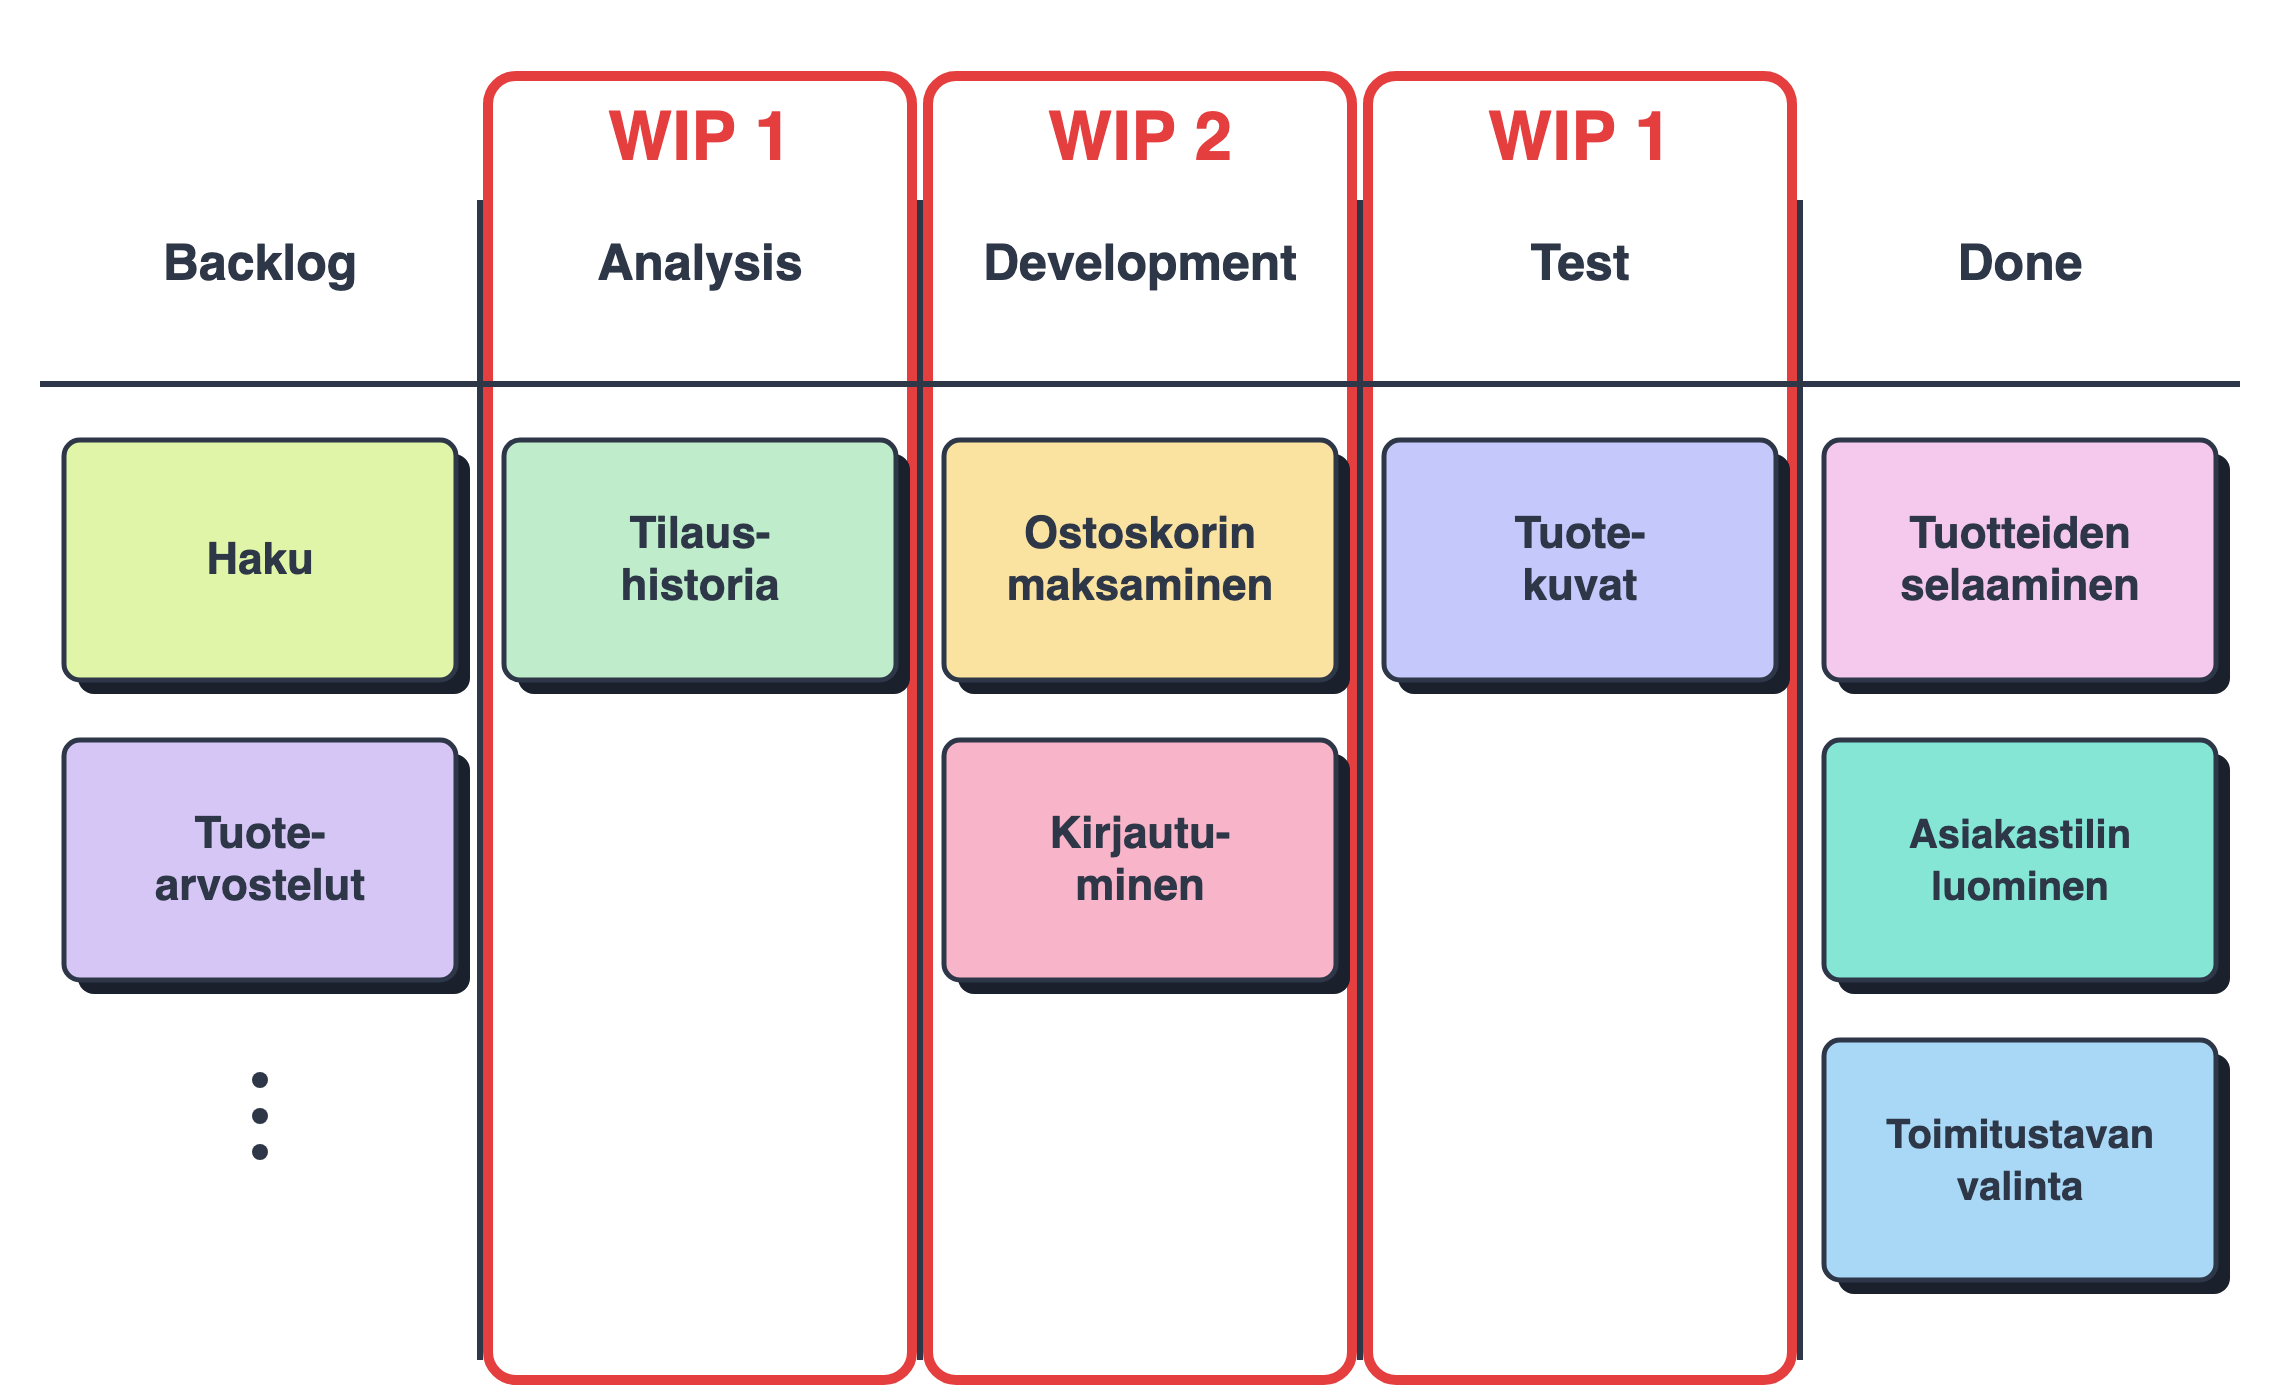 WIP 1
WIP 2
WIP 1
Backlog
Analysis
Development
Test
Done
Haku
Tilaus-
historia
Ostoskorin
maksaminen
Tuote-
kuvat
Tuotteiden
selaaminen
Tuote-
arvostelut
Kirjautu-
minen
Asiakastilin
luominen
Toimitustavan
valinta